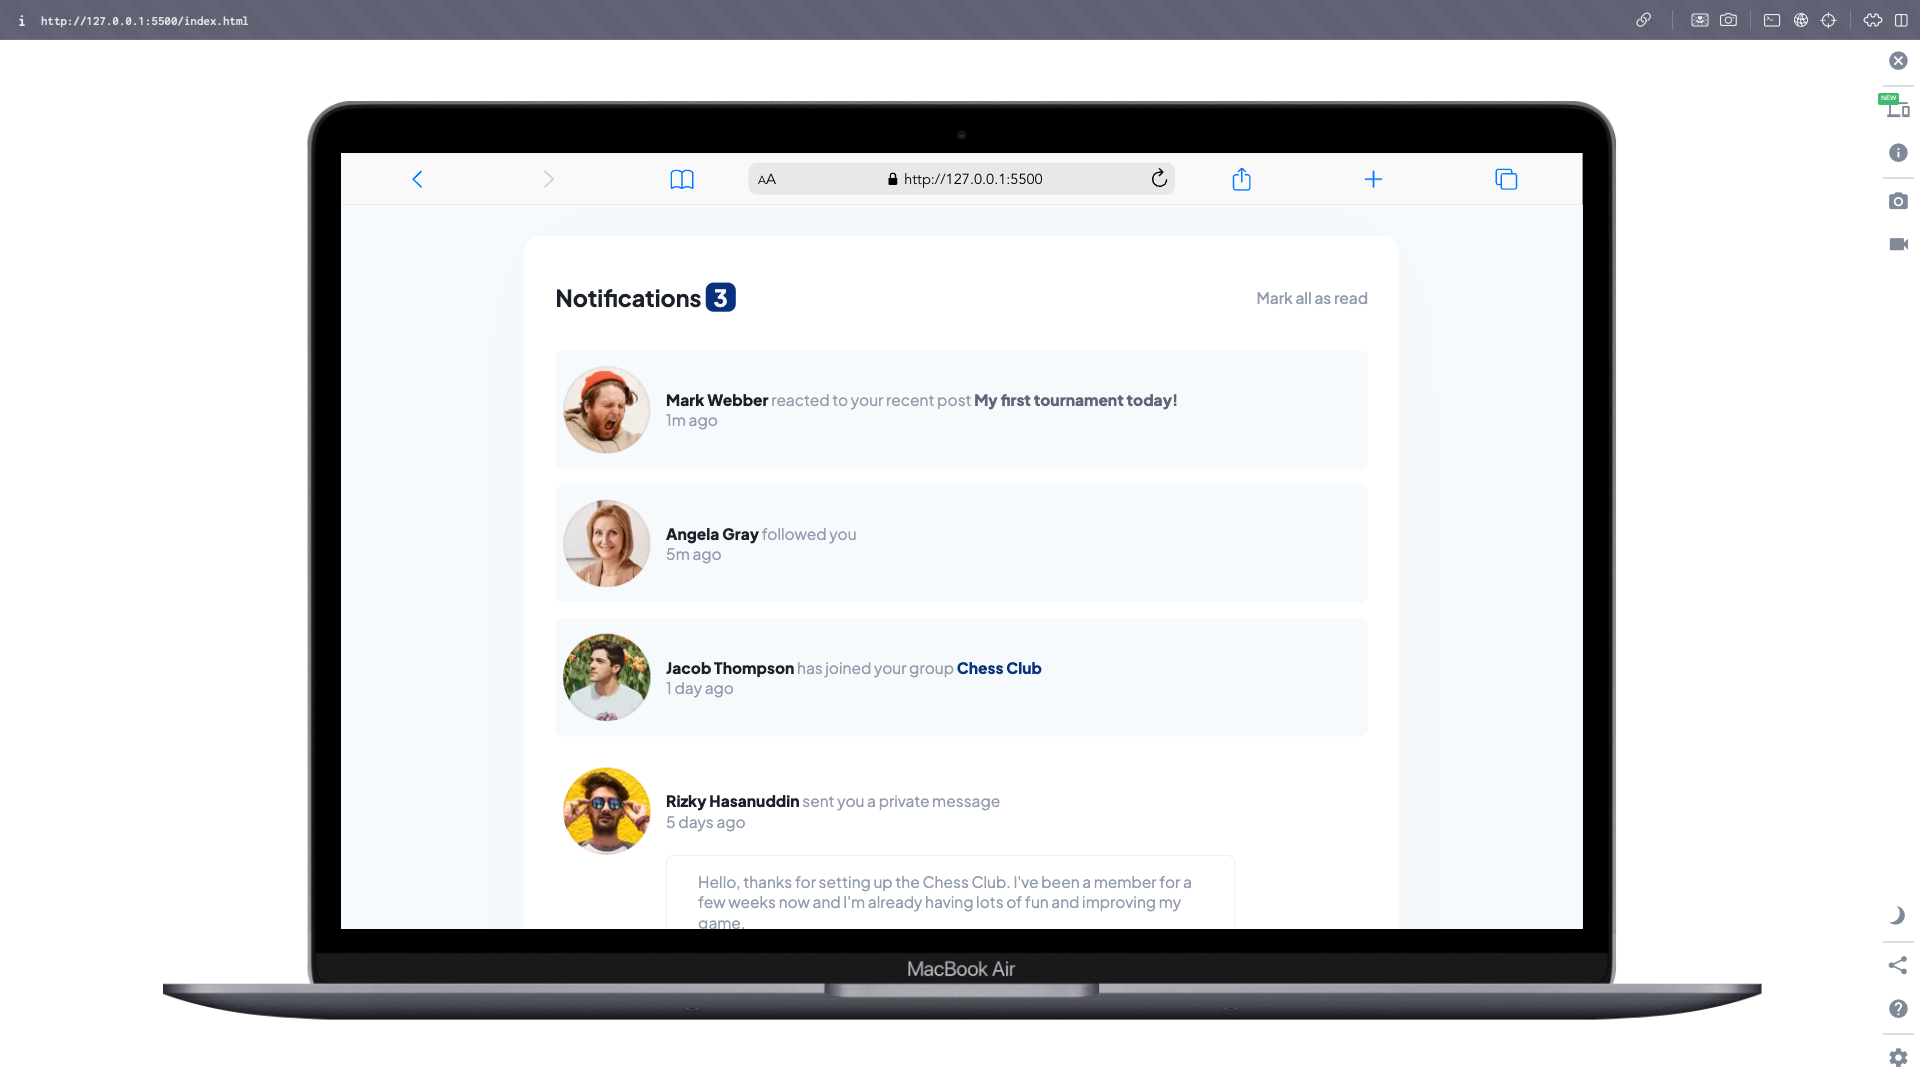 i http://127.0.0.1:5500/index.html
NEW
AA http://127.0.0.1:5500
Notifications 3
Mark all as read
Mark Webber reacted to your recent post My first tournament today!
1m ago
Angela Gray followed you
5m ago
Jacob Thompson has joined your group Chess Club
1 day ago
Rizky Hasanuddin sent you a private message
5 days ago
Hello, thanks for setting up the Chess Club. I've been a member for a
few weeks now and I'm already having lots of fun and improving my
game.
MacBook Air